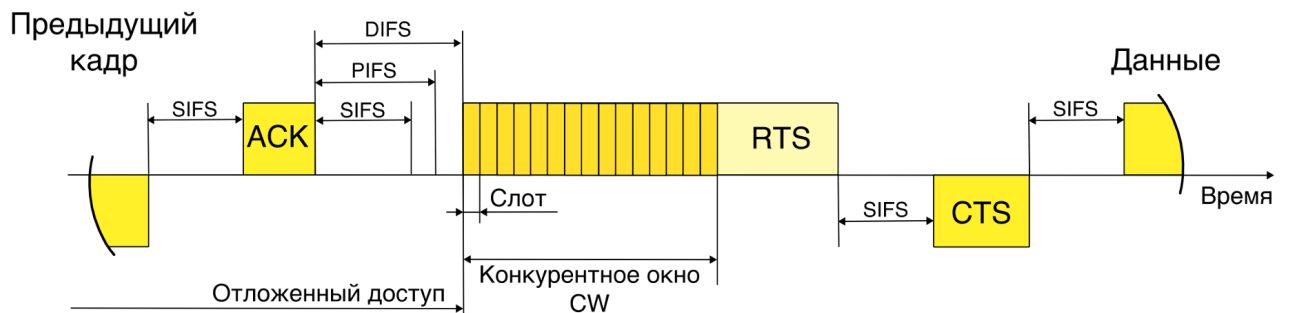 Предыдущий
кадр
DIFS
PIFS
SIFS
ACK
SIFS
RTS
SIFS
Данные
Время
Слот
SIFS
CTS
Конкурентное окно
CW
Отложенный доступ